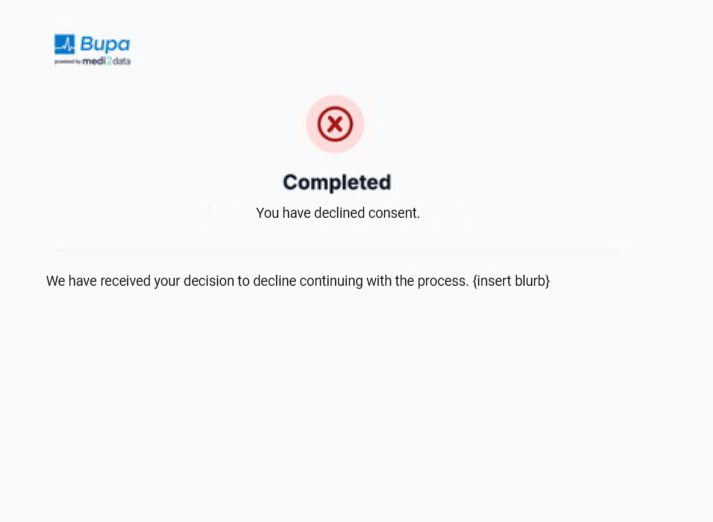 Bupa
powered by medi2data
Completed
You have declined consent.
We have received your decision to decline continuing with the process. {insert blurb}